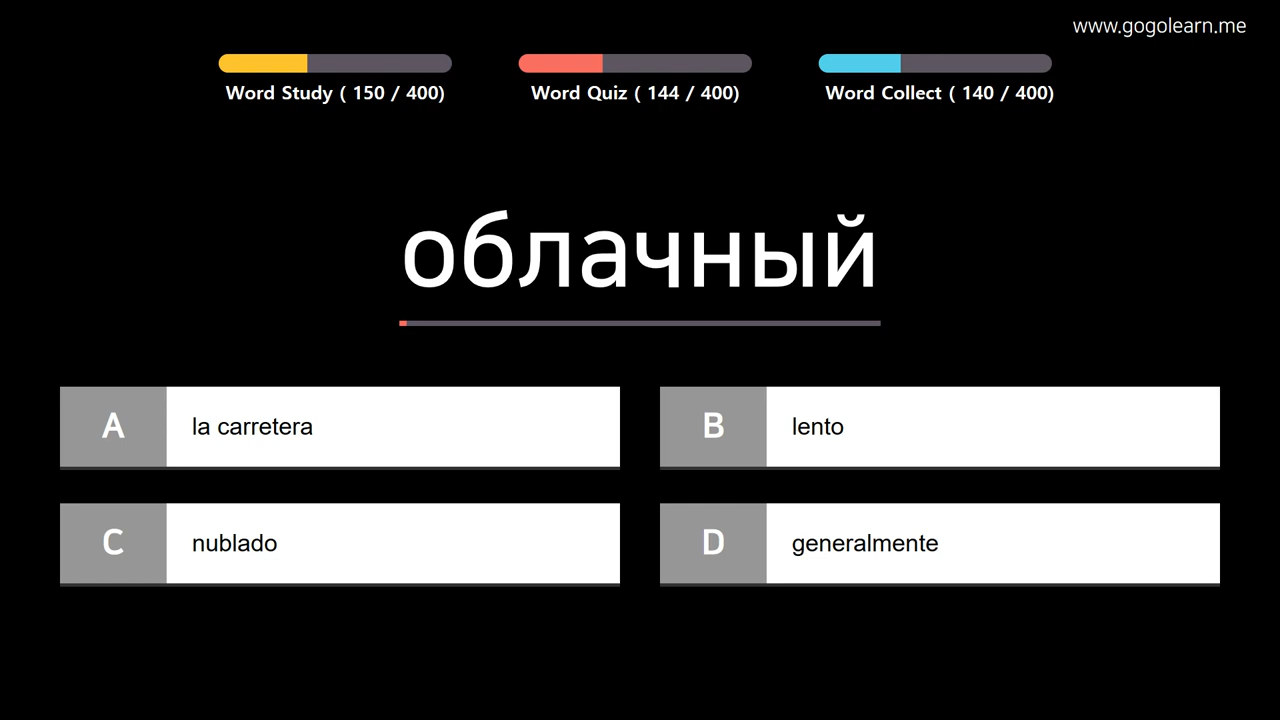 www.gogolearn.me
Word Study ( 150 / 400)
Word Quiz ( 144 / 400)
Word Collect ( 140 / 400)
облачный
A la carretera
B lento
C nublado
D generalmente